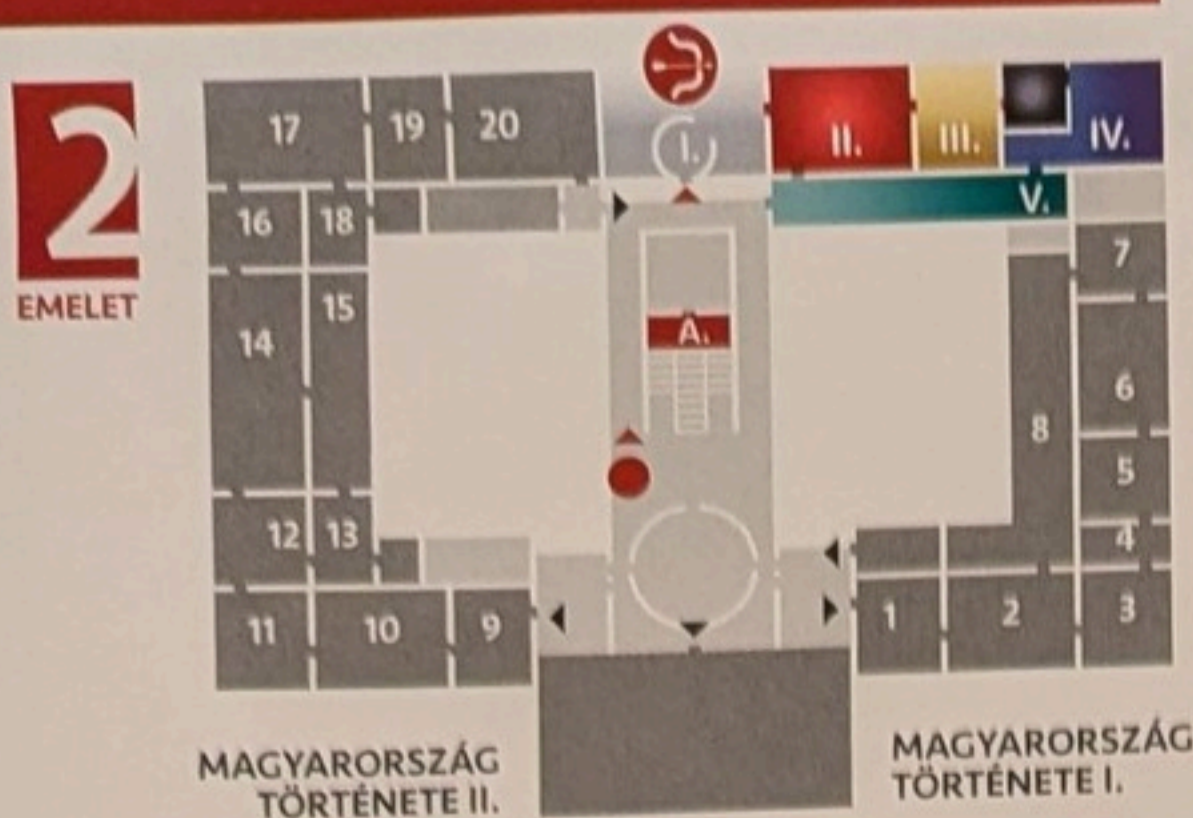 2
EMELET
17
19
20
I.
II.
III.
IV.
V.
16
18
14
15
A.
7
6
8
5
4
12
13
11
10
9
1
2
3
MAGYARORSZÁG
TÖRTÉNETE II.
MAGYARORSZÁG
TÖRTÉNETE I.